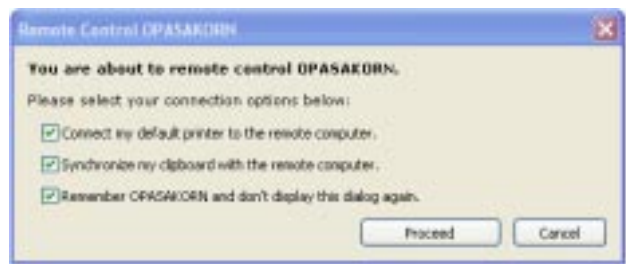 Remote Control OPASAKORN
You are about to remote control OPASAKORN.
Please select your connection options below:
Connect my default printer to the remote computer.
Synchronize my clipboard with the remote computer.
Remember OPASAKORN and don't display this dialog again.
Proceed Cancel